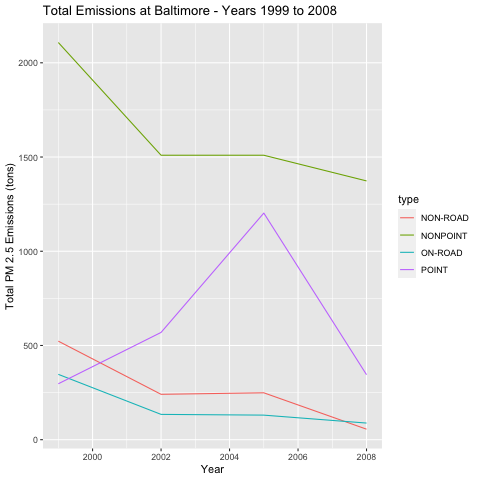 Total Emissions at Baltimore - Years 1999 to 2008
Total PM 2.5 Emissions (tons)
2000
1500
1000
500
0
2000
2002
2004
2006
2008
Year
type
NON-ROAD
NONPOINT
ON-ROAD
POINT